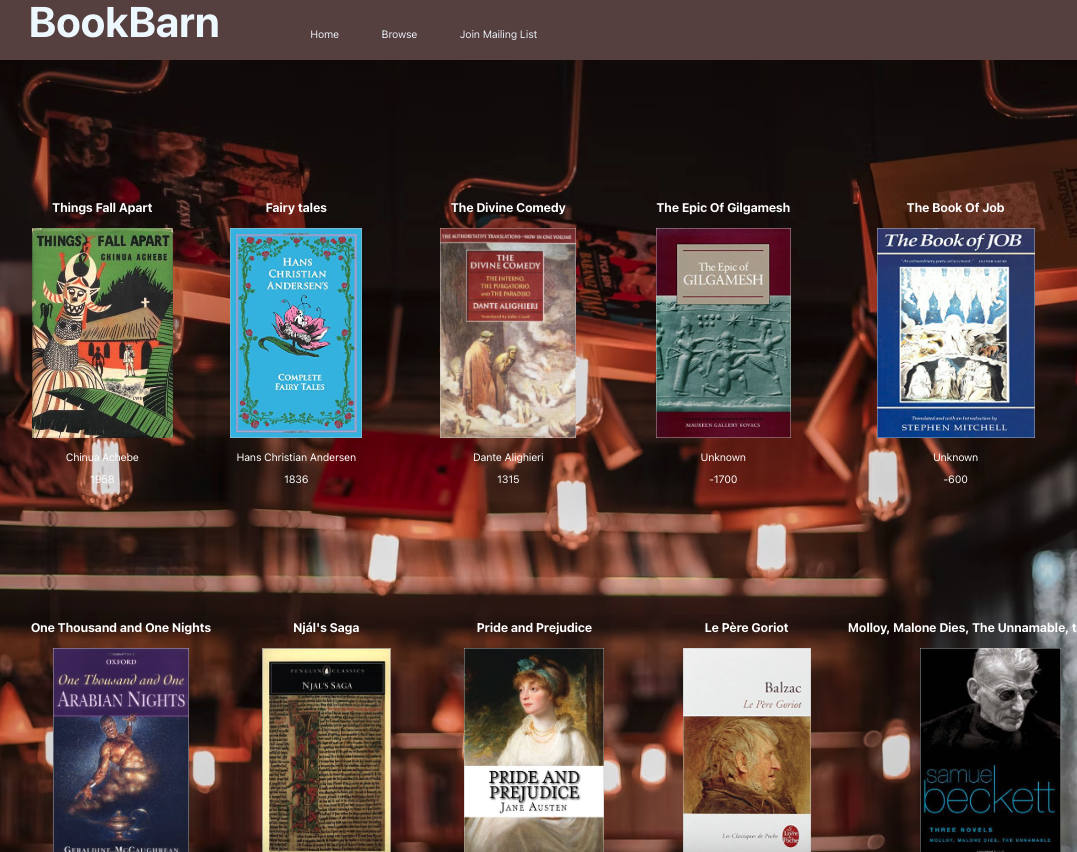 BookBarn
Home Browse Join Mailing List
Things Fall Apart
Fairy tales
The Divine Comedy
The Epic Of Gilgamesh
The Book Of Job
THINGS FALL APART
CHINUA ACHEBE
HANS
CHRISTIAN
ANDERSEN'S
COMPLETE
FAIRY TALES
THE AUTHORITATIVE TRANSLATIONS—NOW IN ONE VOLUME
THE
DIVINE COMEDY
THE INFERNO,
THE PURGATORIO
AND THE PARADISO
DANTE ALIGHIERI
Translated by John Ciardi
The Epic of
GILGAMESH
MAUREEN GALLERY KOVACS
The Book of JOB
Translated and with an Introduction by
STEPHEN MITCHELL
Chinua Achebe
1958
Hans Christian Andersen
1836
Dante Alighieri
1315
Unknown
-1700
Unknown
-600
One Thousand and One Nights
Njál's Saga
Pride and Prejudice
Le Père Goriot
Molloy, Malone Dies, The Unnamable, t
OXFORD
One Thousand and One
ARABIAN NIGHTS
GERALDINE MCCAUGHREAN
PENGUIN CLASSICS
NJAL'S SAGA
PRIDE AND
PREJUDICE
JANE AUSTEN
Balzac
Le Père Goriot
Les Classiques de Poche
samuel
beckett
THREE NOVELS
MOLLOY, MALONE DIES, THE UNNAMABLE